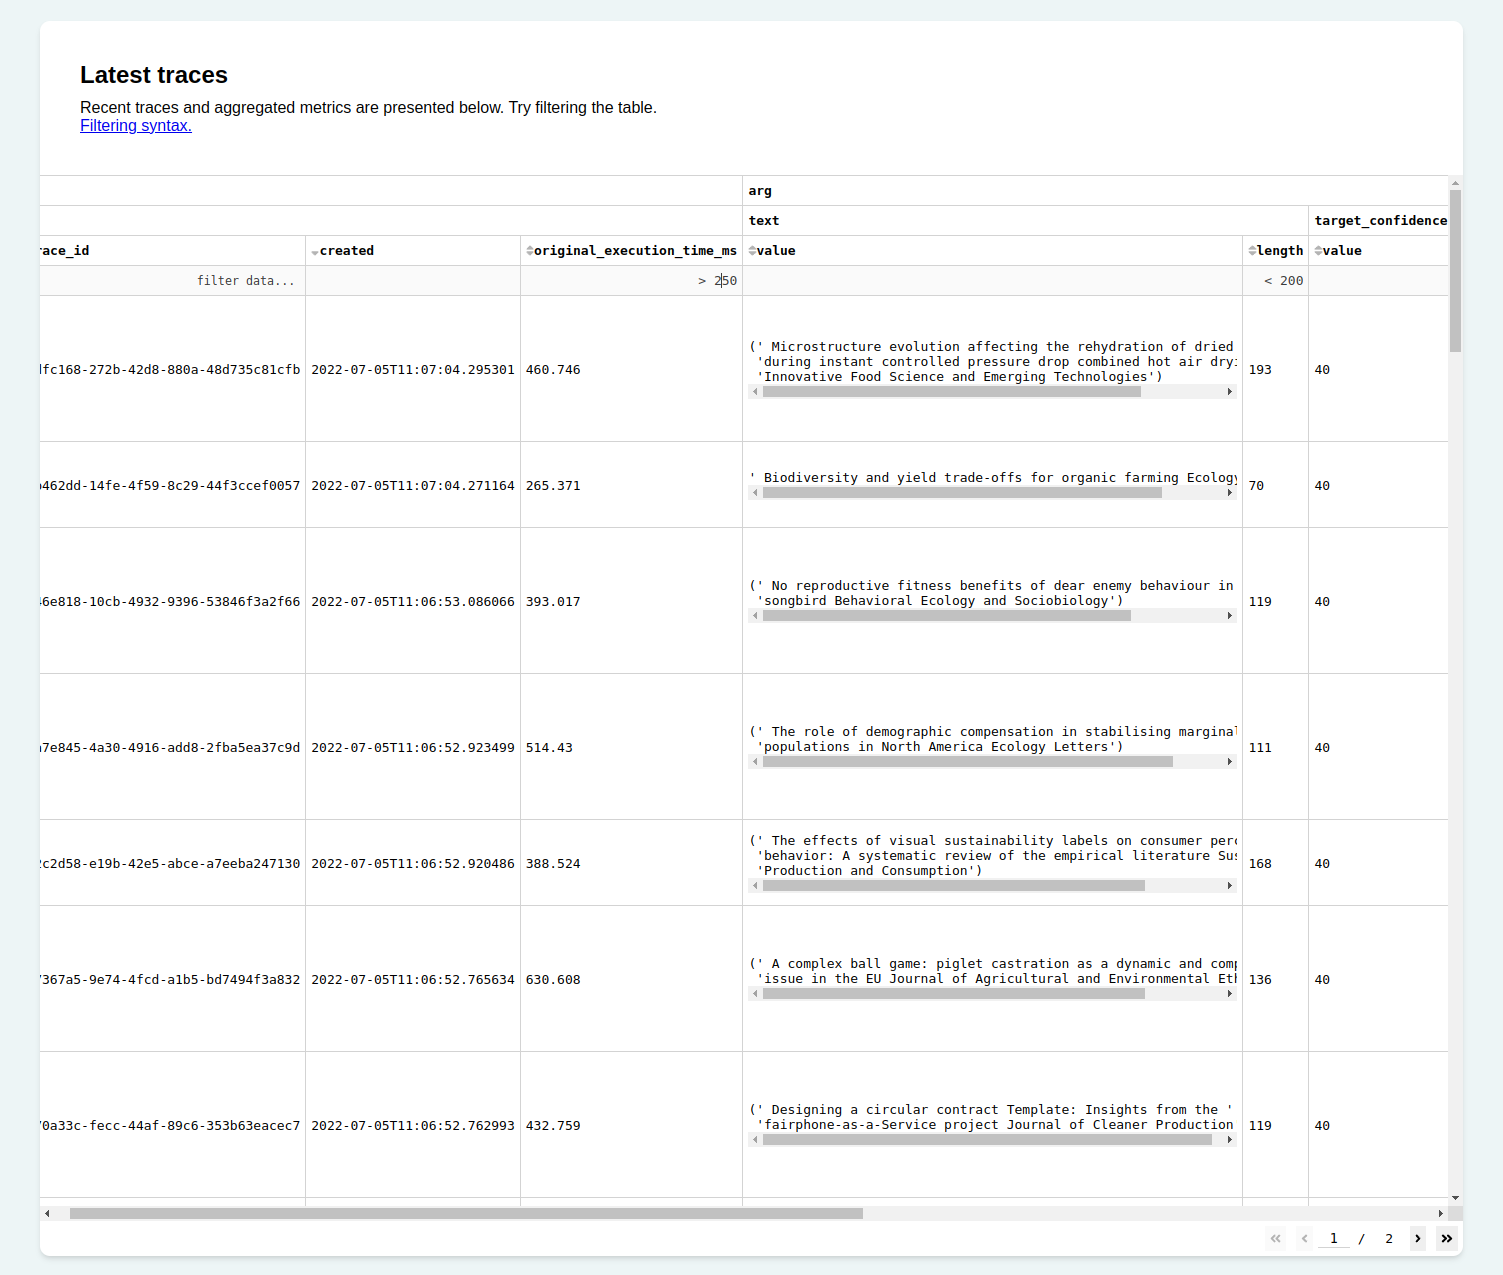 Latest traces
Recent traces and aggregated metrics are presented below. Try filtering the table.
Filtering syntax.
arg
text target_confidence
race_id created original_execution_time_ms value length value
filter data... > 250 < 200
fc168-272b-42d8-880a-48d735c81cfb 2022-07-05T11:07:04.295301 460.746 (' Microstructure evolution affecting the rehydration of dried 193 40
'during instant controlled pressure drop combined hot air dryi
'Innovative Food Science and Emerging Technologies')
462dd-14fe-4f59-8c29-44f3ccef0057 2022-07-05T11:07:04.271164 265.371 ' Biodiversity and yield trade-offs for organic farming Ecology 70 40
6e818-10cb-4932-9396-53846f3a2f66 2022-07-05T11:06:53.086066 393.017 (' No reproductive fitness benefits of dear enemy behaviour in 119 40
'songbird Behavioral Ecology and Sociobiology')
7e845-4a30-4916-add8-2fba5ea37c9d 2022-07-05T11:06:52.923499 514.43 (' The role of demographic compensation in stabilising marginal 111 40
'populations in North America Ecology Letters')
c2d58-e19b-42e5-abce-a7eeba247130 2022-07-05T11:06:52.920486 388.524 (' The effects of visual sustainability labels on consumer perc 168 40
'behavior: A systematic review of the empirical literature Sus
'Production and Consumption')
367a5-9e74-4fcd-a1b5-bd7494f3a832 2022-07-05T11:06:52.765634 630.608 (' A complex ball game: piglet castration as a dynamic and comp 136 40
'issue in the EU Journal of Agricultural and Environmental Eth
0a33c-fecc-44af-89c6-353b63eacec7 2022-07-05T11:06:52.762993 432.759 (' Designing a circular contract Template: Insights from the ' 119 40
'fairphone-as-a-Service project Journal of Cleaner Production
1 / 2